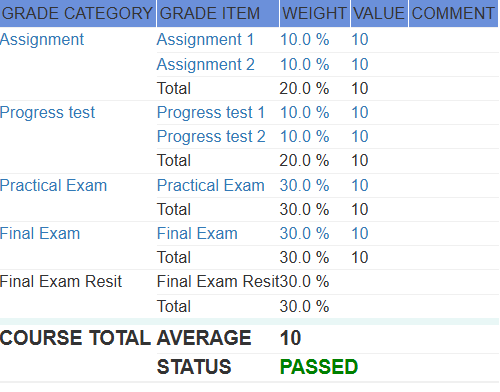 GRADE CATEGORY GRADE ITEM WEIGHT VALUE COMMENT
Assignment Assignment 1 10.0 % 10
Assignment 2 10.0 % 10
Total 20.0 % 10
Progress test Progress test 1 10.0 % 10
Progress test 2 10.0 % 10
Total 20.0 % 10
Practical Exam Practical Exam 30.0 % 10
Total 30.0 % 10
Final Exam Final Exam 30.0 % 10
Total 30.0 % 10
Final Exam Resit Final Exam Resit 30.0 %
Total 30.0 %
COURSE TOTAL AVERAGE 10
STATUS PASSED